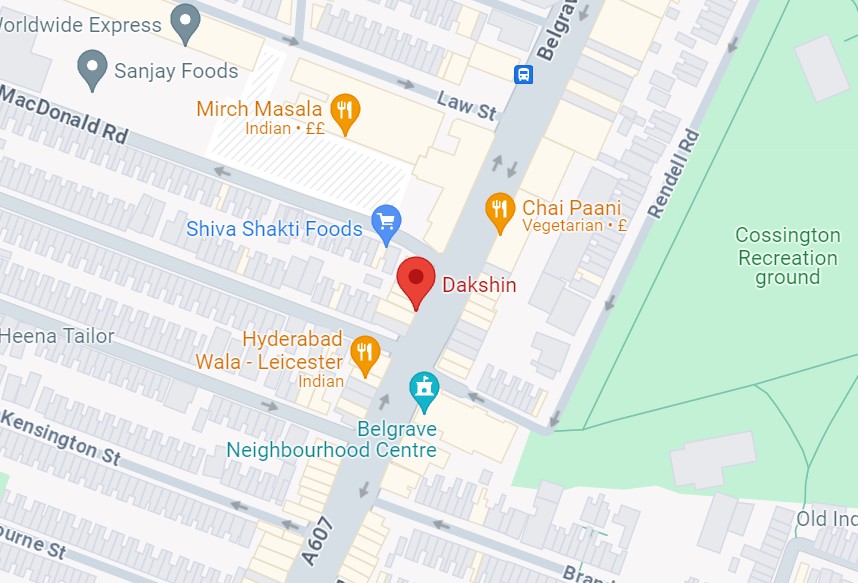 orldwide Express
Sanjay Foods
Belgrav
Law St
Mirch Masala
Indian • ££
MacDonald Rd
Rendell Rd
Chai Paani
Vegetarian • £
Shiva Shakti Foods
Cossington
Recreation
ground
Dakshin
Heena Tailor
Hyderabad
Wala - Leicester
Indian
Belgrave
Neighbourhood Centre
Kensington St
A607
Old Ind
ourne St
Bran